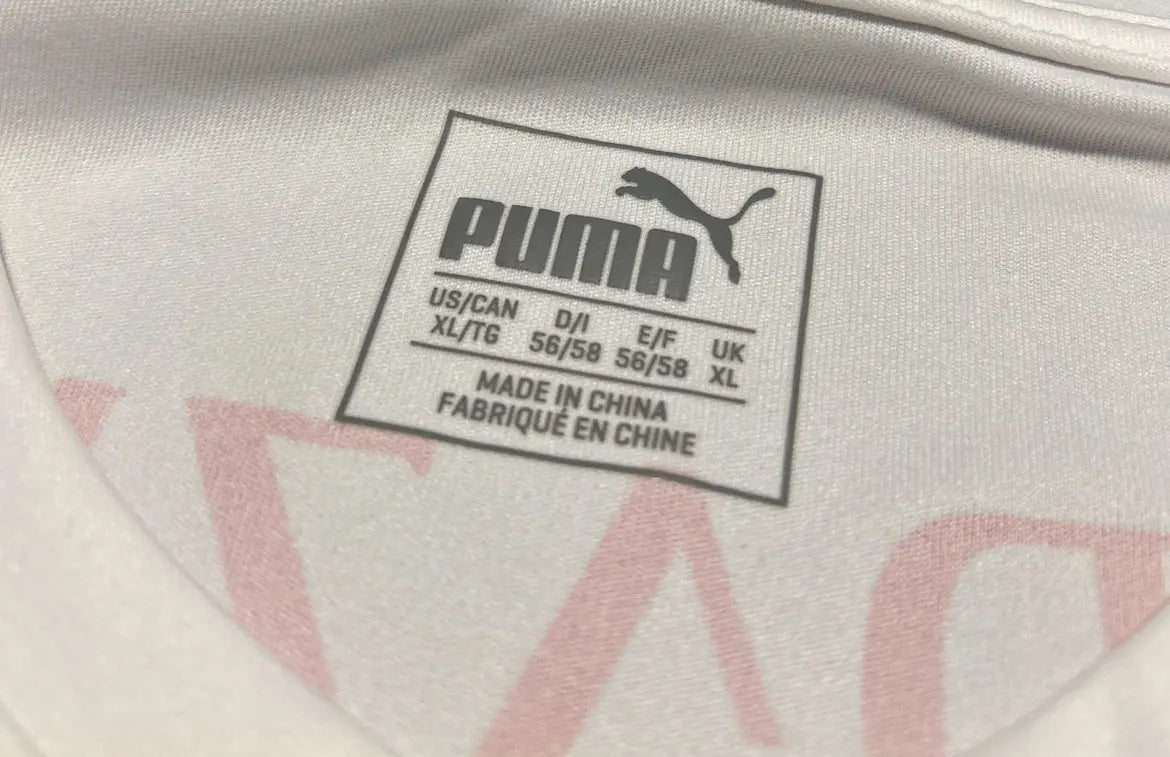 PUMA
US/CAN D/I E/F UK
XL/TG 56/58 56/58 XL
MADE IN CHINA
FABRIQUÉ EN CHINE